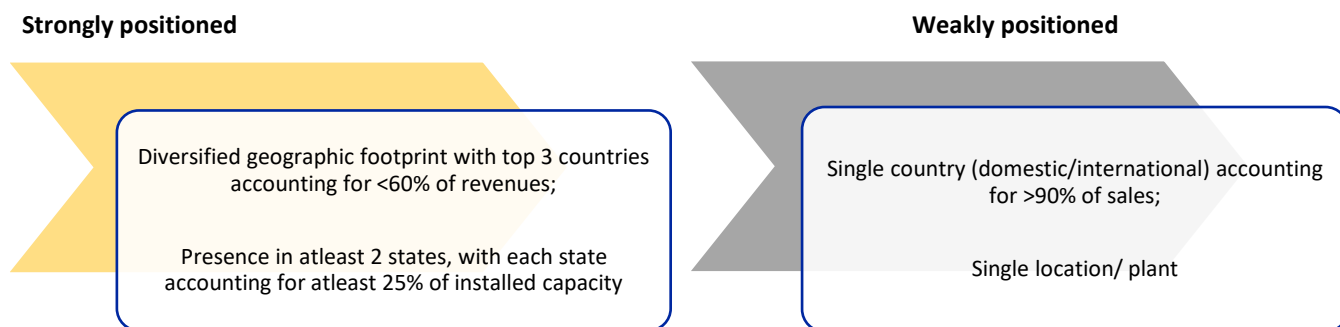 Strongly positioned
Diversified geographic footprint with top 3 countries
accounting for <60% of revenues;
Presence in atleast 2 states, with each state
accounting for atleast 25% of installed capacity
Weakly positioned
Single country (domestic/international) accounting
for >90% of sales;
Single location/ plant